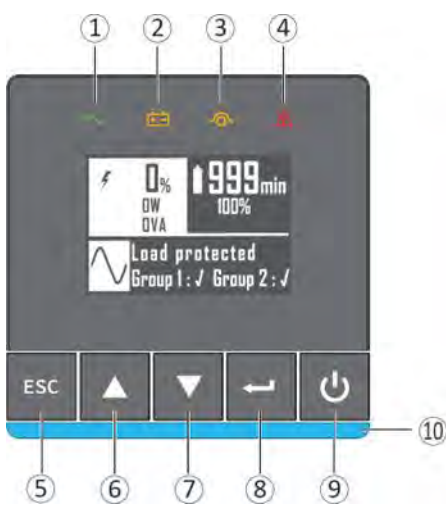 ① ② ③ ④
0% 999min
0W 100%
0VA
Load protected
Group 1 : √ Group 2 : √
ESC
⑩
⑤ ⑥ ⑦ ⑧ ⑨